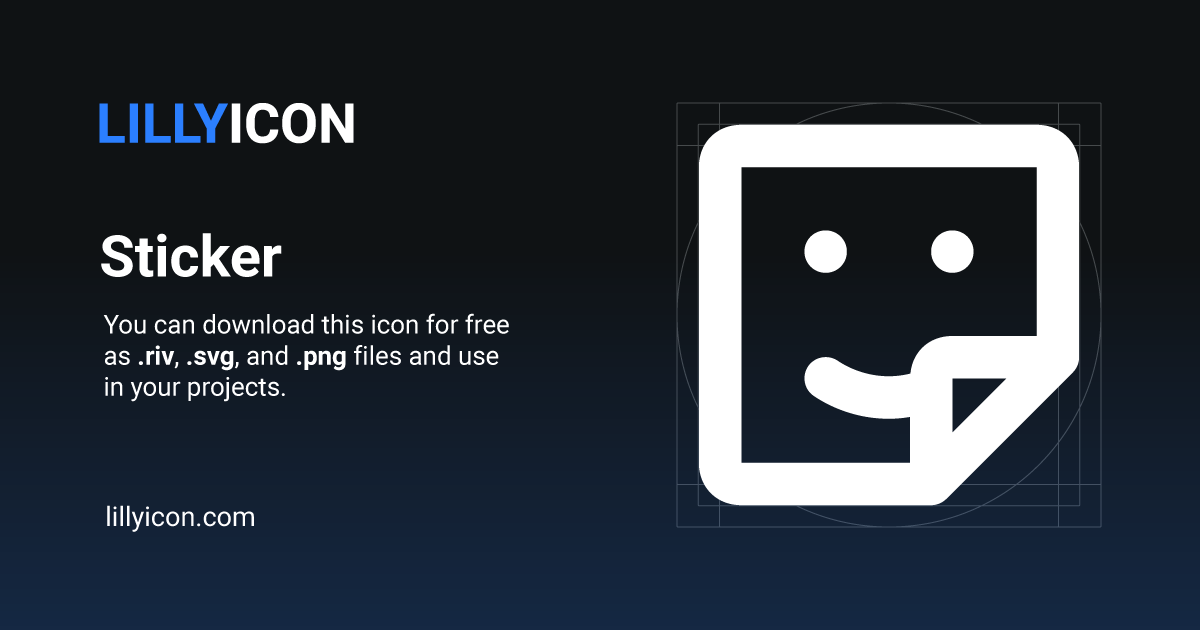 LILLYICON
Sticker
You can download this icon for free
as .riv, .svg, and .png files and use
in your projects.
lillyicon.com